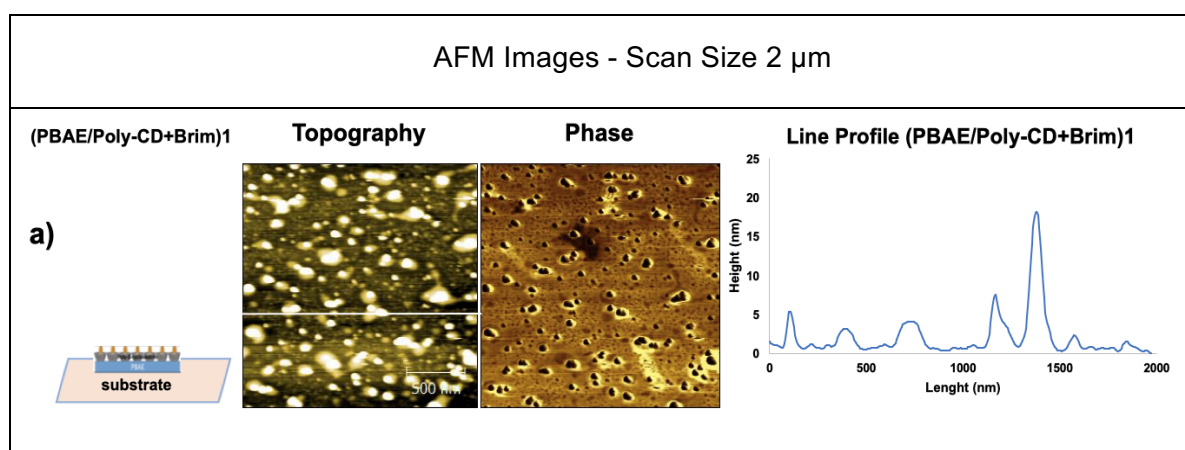 AFM Images - Scan Size 2 µm
(PBAE/Poly-CD+Brim)1
Topography
Phase
Line Profile (PBAE/Poly-CD+Brim)1
a)
PBAE
substrate
500 nm
Height (nm)
25
20
15
10
5
0
0
500
1000
1500
2000
Lenght (nm)